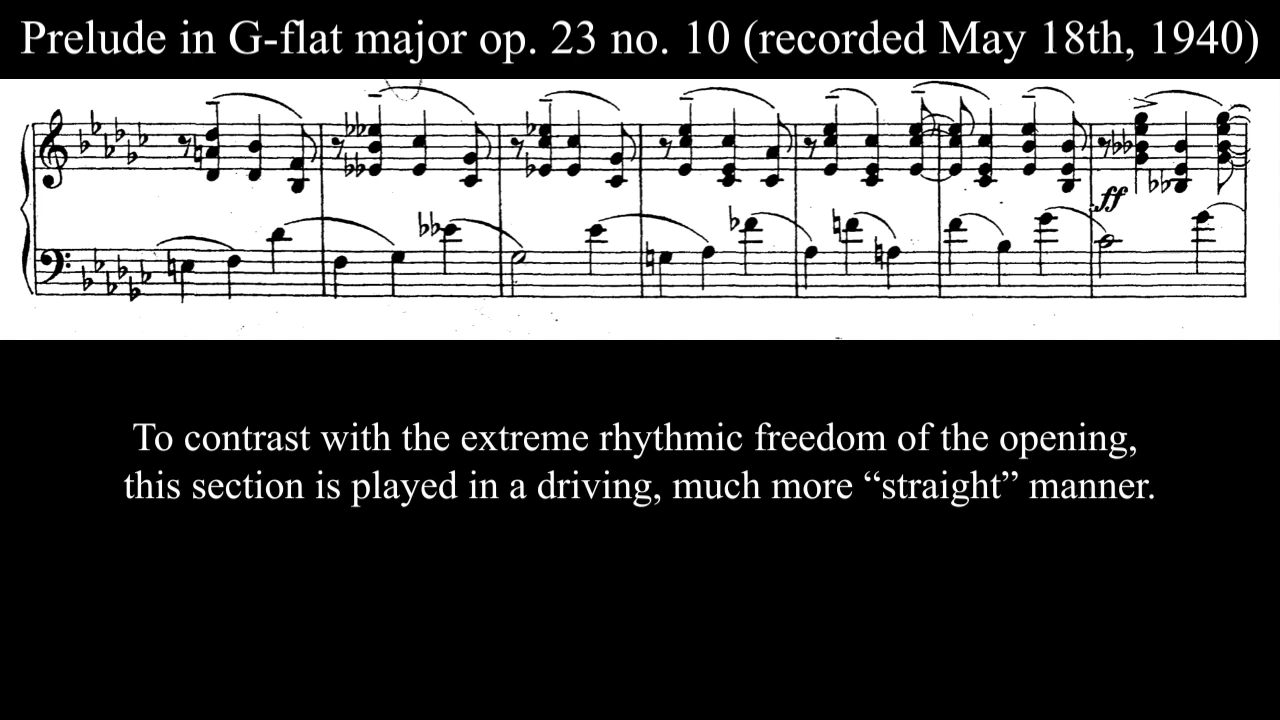 Prelude in G-flat major op. 23 no. 10 (recorded May 18th, 1940)
ff
To contrast with the extreme rhythmic freedom of the opening,
this section is played in a driving, much more “straight” manner.